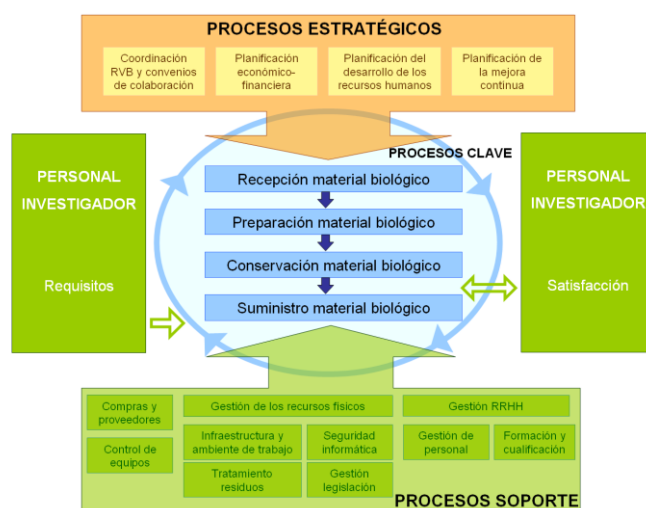 PROCESOS ESTRATÉGICOS
Coordinación
RVB y convenios
de colaboración
Planificación
económico-
financiera
Planificación del
desarrollo de los
recursos humanos
Planificación de
la mejora
continua
PROCESOS CLAVE
PERSONAL
INVESTIGADOR
Requisitos
Recepción material biológico
Preparación material biológico
Conservación material biológico
Suministro material biológico
PERSONAL
INVESTIGADOR
Satisfacción
Compras y
proveedores
Control de
equipos
Gestión de los recursos físicos
Infraestructura y
ambiente de trabajo
Seguridad
informática
Tratamiento
residuos
Gestión
legislación
Gestión RRHH
Gestión de
personal
Formación y
cualificación
PROCESOS SOPORTE